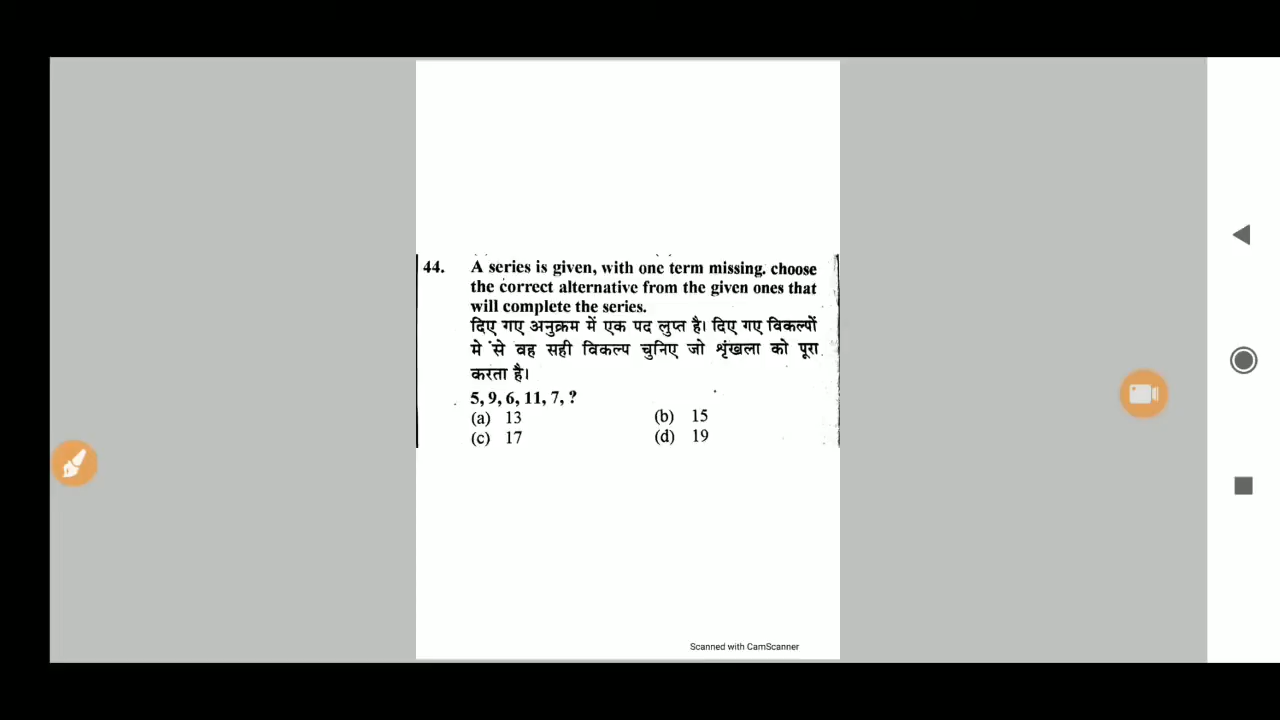 44. A series is given, with one term missing. choose
the correct alternative from the given ones that
will complete the series.
दिए गए अनुक्रम में एक पद लुप्त है। दिए गए विकल्पों
मे से वह सही विकल्प चुनिए जो शृंखला को पूरा
करता है।
5, 9, 6, 11, 7, ?
(a) 13 (b) 15
(c) 17 (d) 19
Scanned with CamScanner